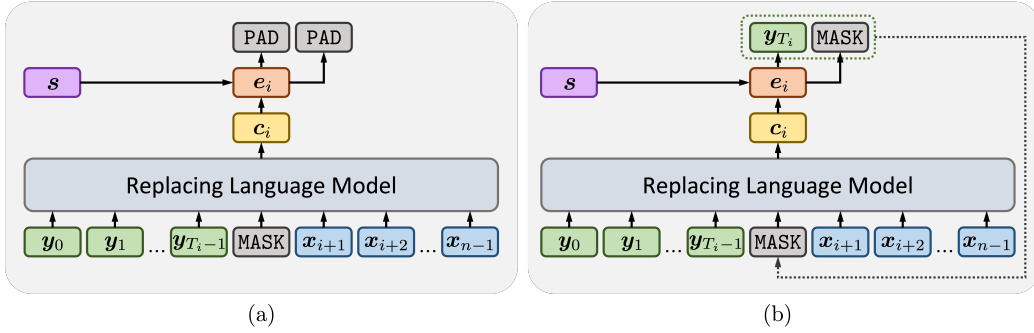 PAD PAD
s
e_i
c_i
Replacing Language Model
y_0 y_1 ... y_{T_i-1} MASK x_{i+1} x_{i+2} ... x_{n-1}
(a)
y_{T_i} MASK
s
e_i
c_i
Replacing Language Model
y_0 y_1 ... y_{T_i-1} MASK x_{i+1} x_{i+2} ... x_{n-1}
(b)